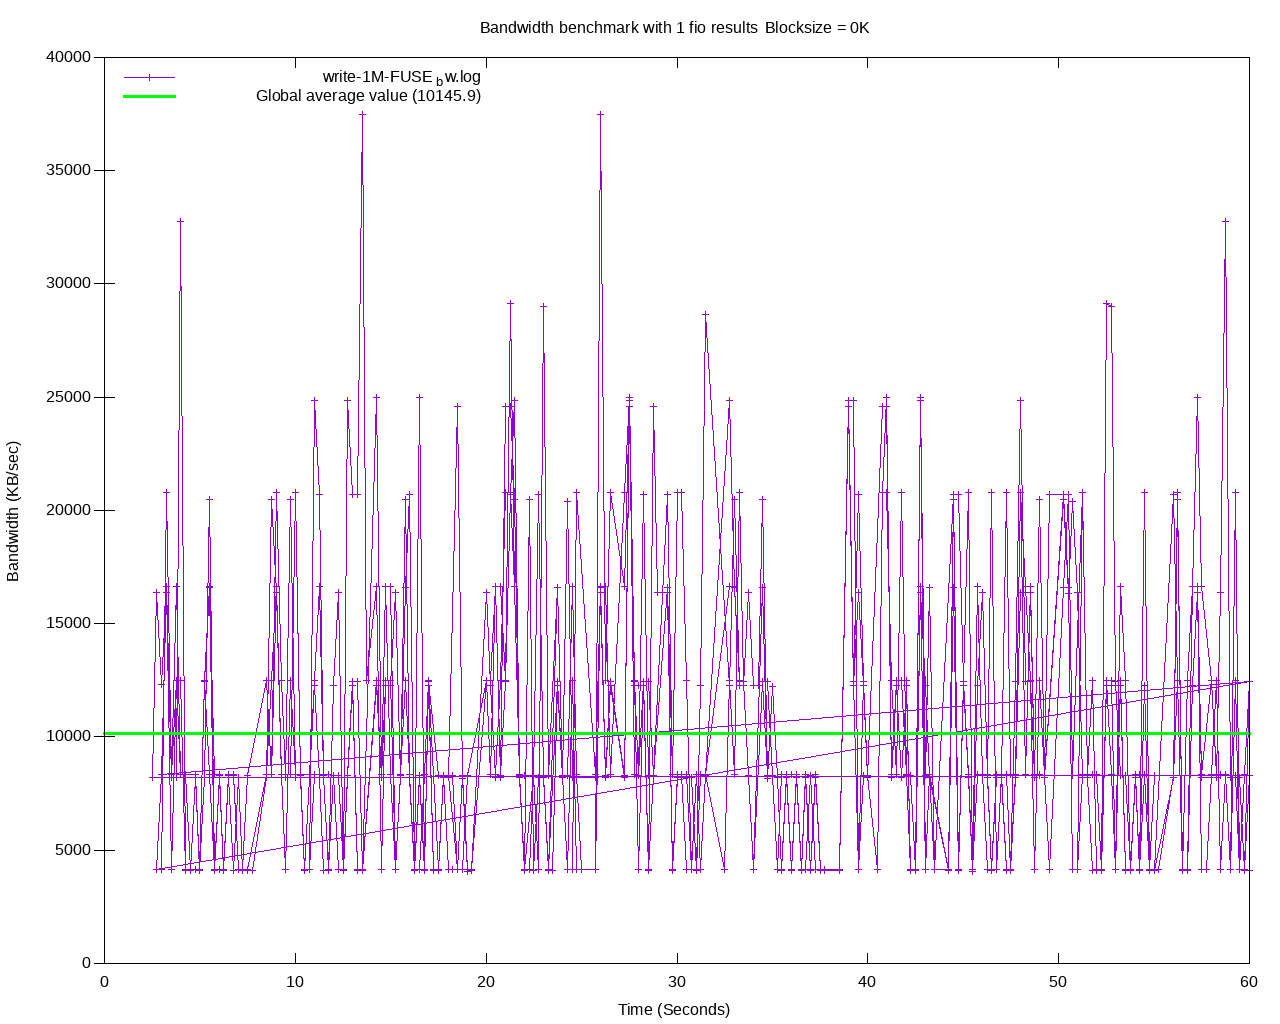 Bandwidth benchmark with 1 fio results Blocksize = 0K
40000
write-1M-FUSE_bw.log
Global average value (10145.9)
35000
30000
25000
20000
15000
10000
5000
0
Bandwidth (KB/sec)
0 10 20 30 40 50 60
Time (Seconds)